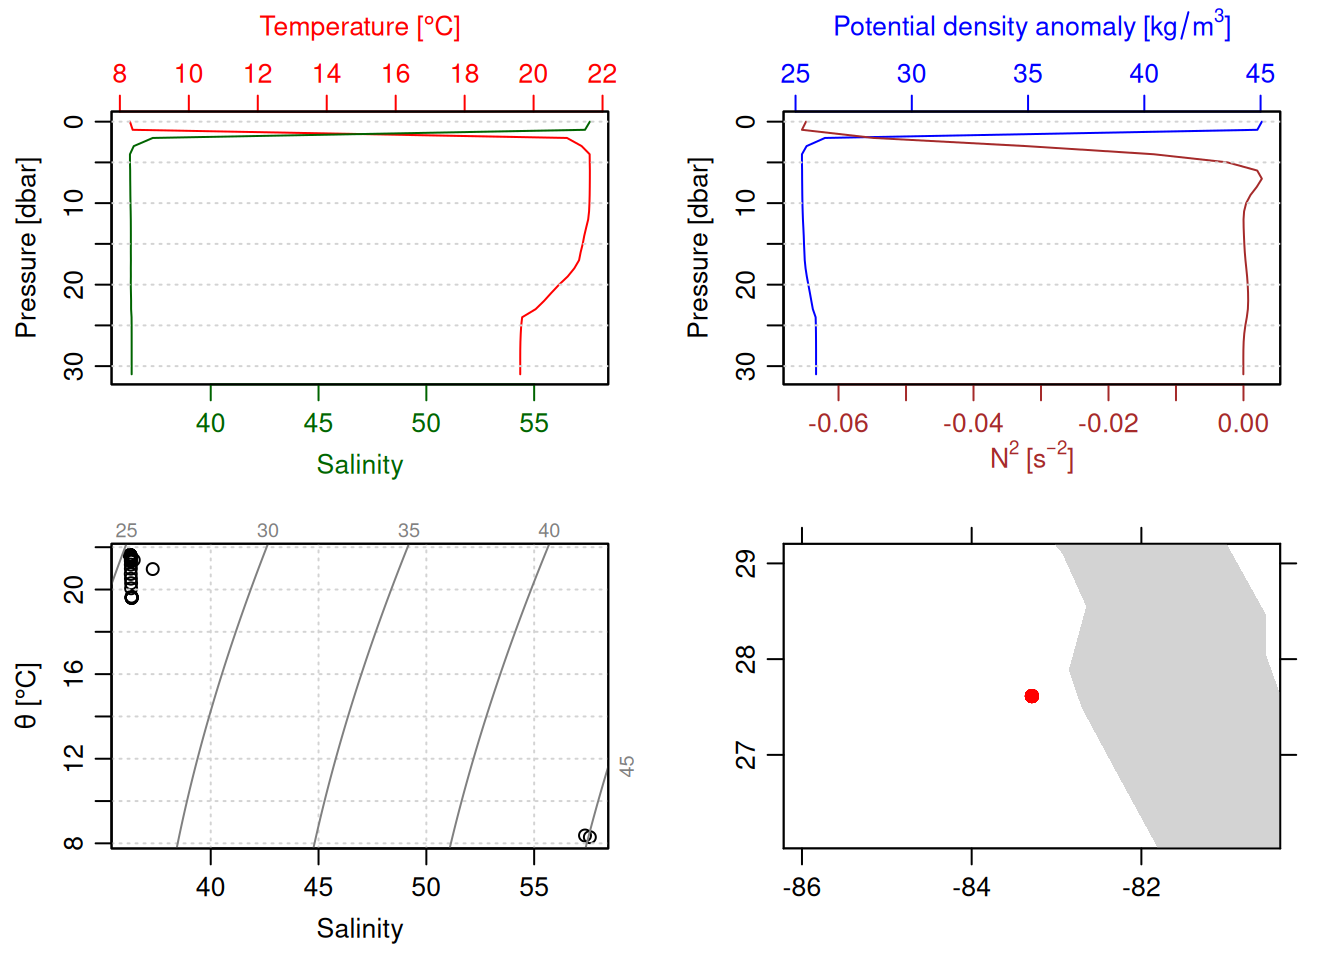 Temperature [°C]
8 10 12 14 16 18 20 22
Pressure [dbar]
0 10 20 30
40 45 50 55
Salinity
Potential density anomaly [kg/m³]
25 30 35 40 45
Pressure [dbar]
0 10 20 30
-0.06 -0.04 -0.02 0.00
N² [s⁻²]
25 30 35 40
45
θ [°C]
8 12 16 20
40 45 50 55
Salinity
29
28
27
-86 -84 -82